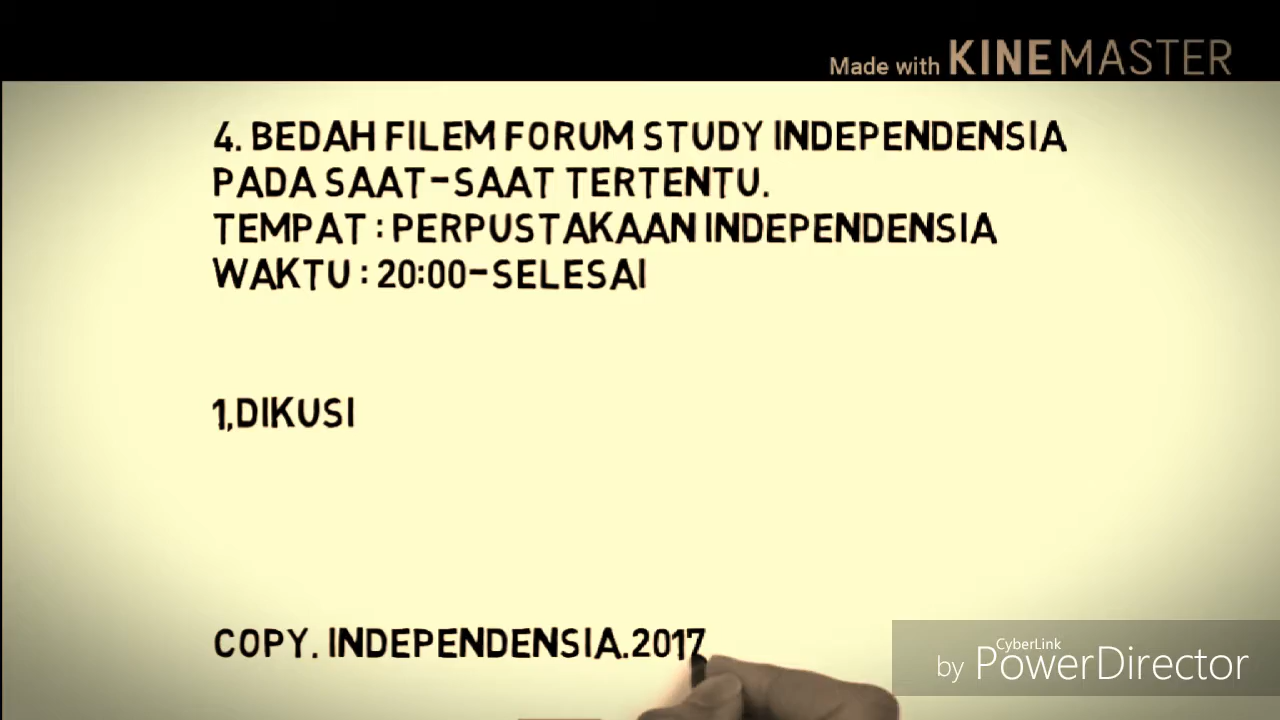 Made with KINEMASTER
4. BEDAH FILEM FORUM STUDY INDEPENDENSIA
PADA SAAT-SAAT TERTENTU.
TEMPAT : PERPUSTAKAAN INDEPENDENSIA
WAKTU : 20:00-SELESAI
1,DIKUSI
COPY. INDEPENDENSIA.2017
CyberLink
by PowerDirector